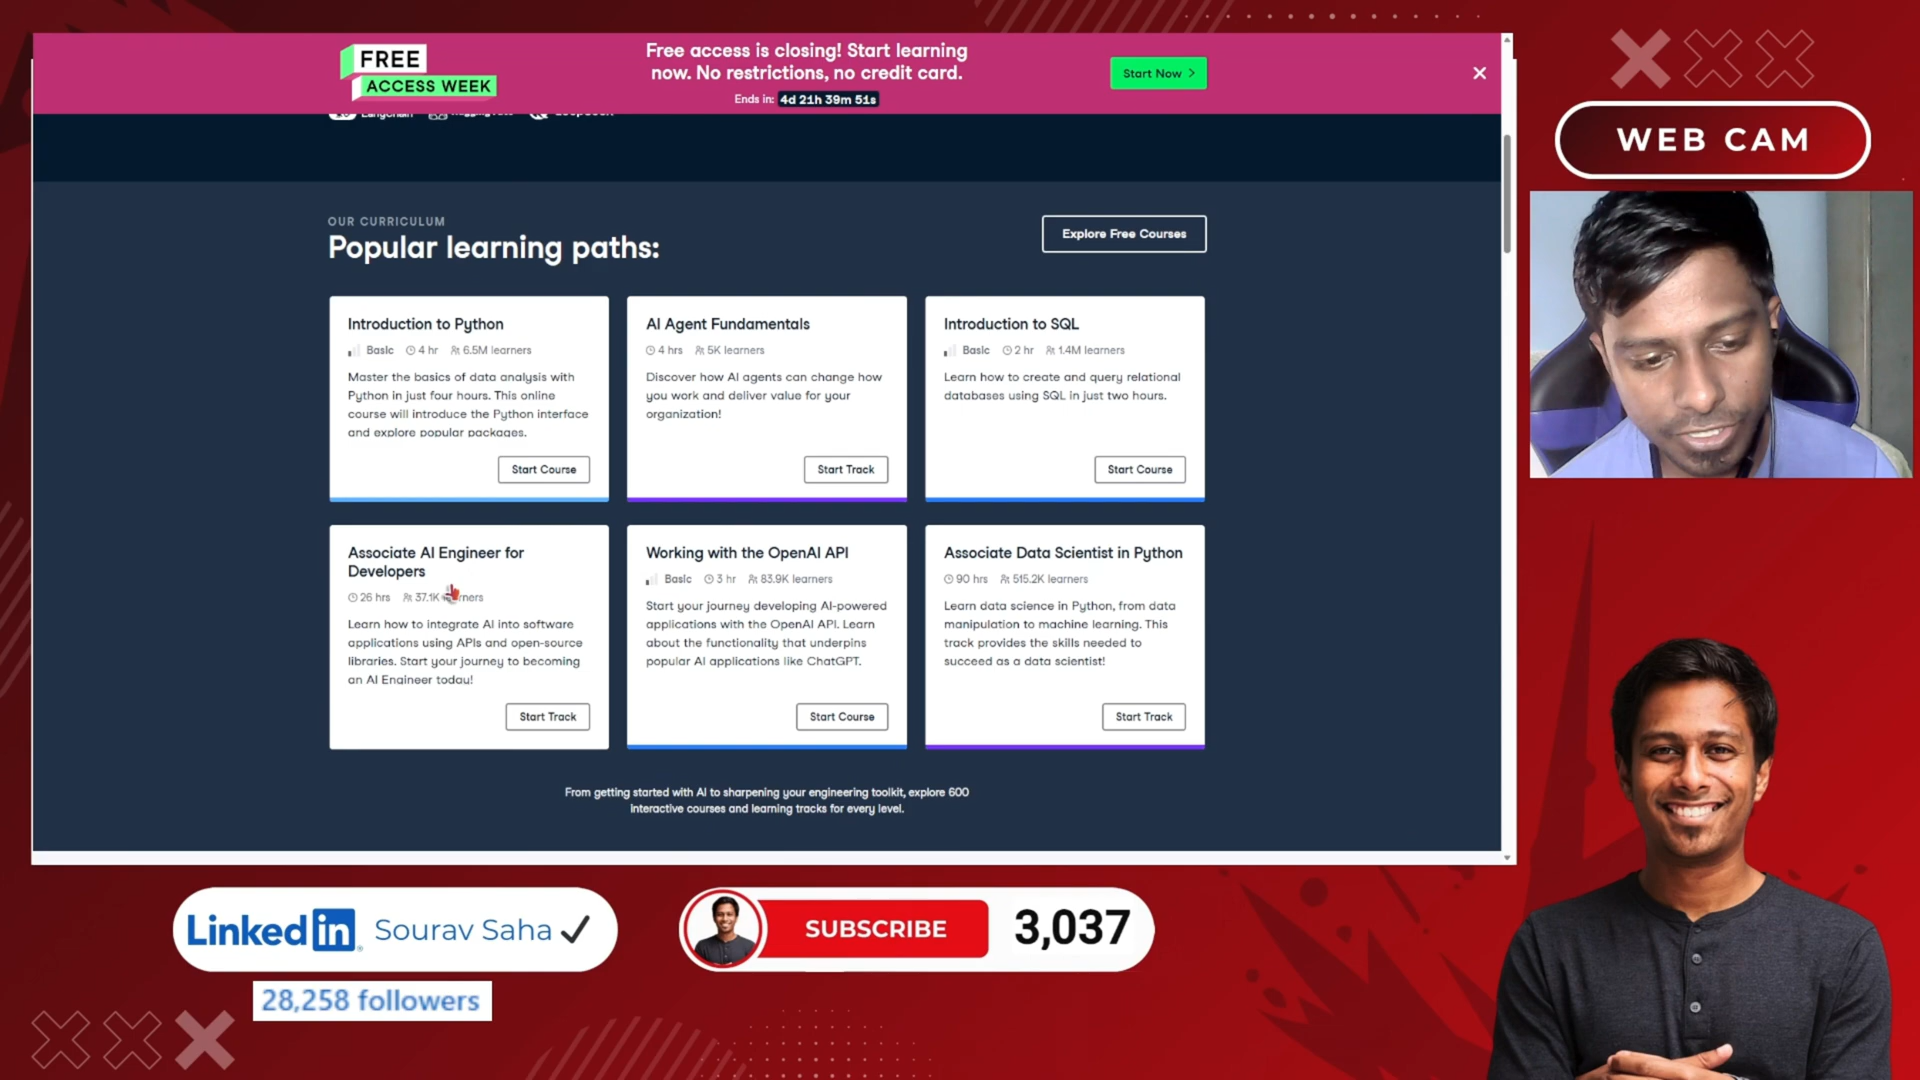 FREE
ACCESS WEEK
Free access is closing! Start learning
now. No restrictions, no credit card.
Ends in: 4d 21h 39m 51s
Start Now >
WEB CAM
OUR CURRICULUM
Popular learning paths:
Explore Free Courses
Introduction to Python
Basic 4 hr 6.5M learners
Master the basics of data analysis with
Python in just four hours. This online
course will introduce the Python interface
and explore popular packages.
Start Course
AI Agent Fundamentals
4 hrs 5K learners
Discover how AI agents can change how
you work and deliver value for your
organization!
Start Track
Introduction to SQL
Basic 2 hr 1.4M learners
Learn how to create and query relational
databases using SQL in just two hours.
Start Course
Associate AI Engineer for
Developers
26 hrs 37.1K
Learn how to integrate AI into software
applications using APIs and open-source
libraries. Start your journey to becoming
an AI Engineer today!
Start Track
Working with the OpenAI API
Basic 3 hr 83.9K learners
Start your journey developing AI-powered
applications with the OpenAI API. Learn
about the functionality that underpins
popular AI applications like ChatGPT.
Start Course
Associate Data Scientist in Python
90 hrs 515.2K learners
Learn data science in Python, from data
manipulation to machine learning. This
track provides the skills needed to
succeed as a data scientist!
Start Track
From getting started with AI to sharpening your engineering toolkit, explore 600
interactive courses and learning tracks for every level.
Linked in Sourav Saha
28,258 followers
SUBSCRIBE
3,037